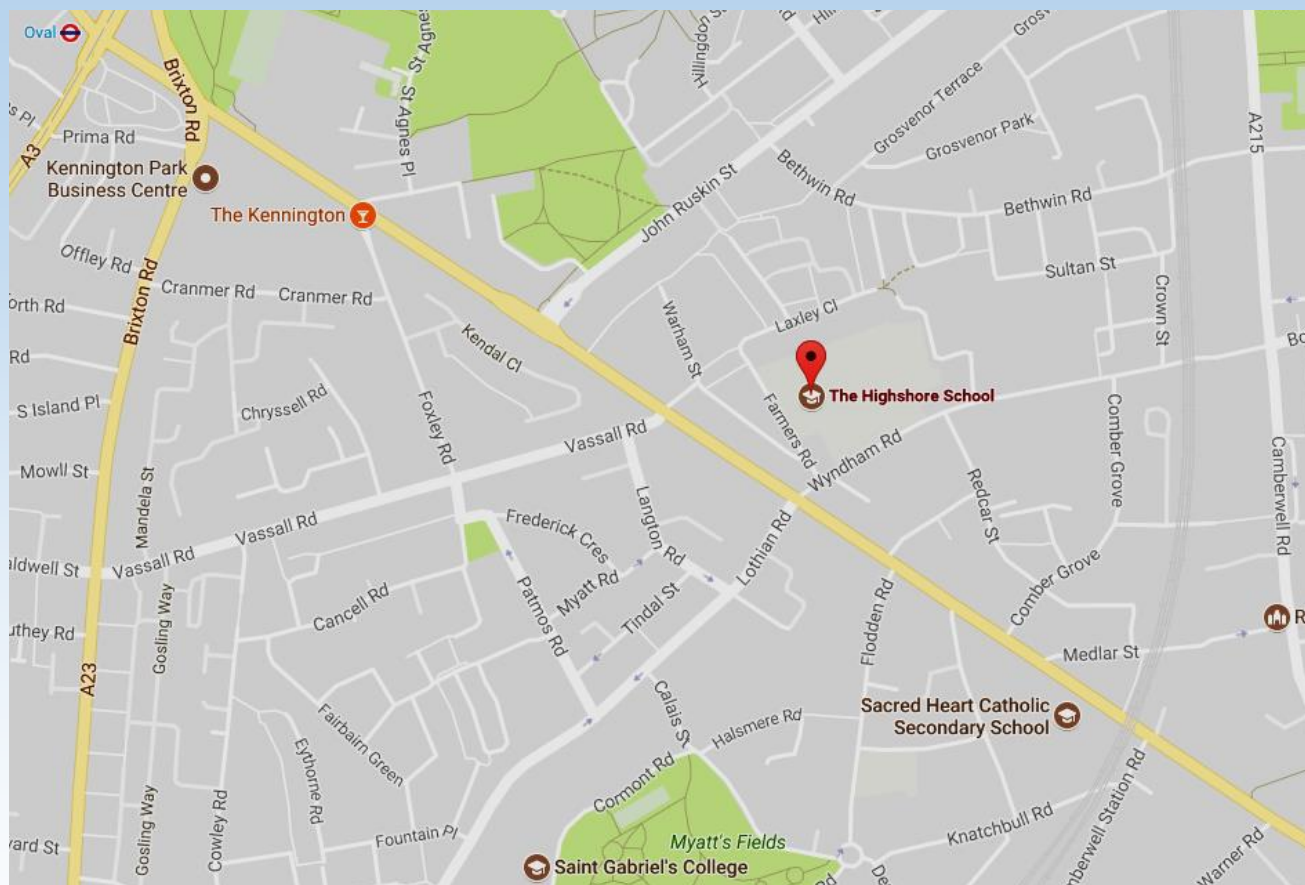 Oval
St Agnes
St Agnes Pl
Hillingdon St
Grosvenor
Grosvenor Terrace
Grosvenor Park
A215
Brixton Rd
Prima Rd
A3
Kennington Park
Business Centre
The Kennington
John Ruskin St
Bethwin Rd
Bethwin Rd
Offley Rd
Cranmer Rd
Cranmer Rd
Brixton Rd
Sultan St
Crown St
Warham St
Laxley Cl
Kendal Cl
The Highshore School
S Island Pl
Chryssell Rd
Foxley Rd
Vassall Rd
Farmers Rd
Wyndham Rd
Comber Grove
Camberwell Rd
Mowll St
Mandela St
Vassall Rd
Vassall Rd
Langton Rd
Redcar St
Frederick Cres
Lothian Rd
Myatt Rd
Tindal St
Cancell Rd
Patmos Rd
Comber Grove
Gosling Way
Flodden Rd
Medlar St
A23
Calais St
Sacred Heart Catholic
Secondary School
Halsmere Rd
Fairbairn Green
Eythorne Rd
Cormont Rd
Gosling Way
Cowley Rd
Fountain Pl
Myatt's Fields
Knatchbull Rd
Warner Rd
Saint Gabriel's College